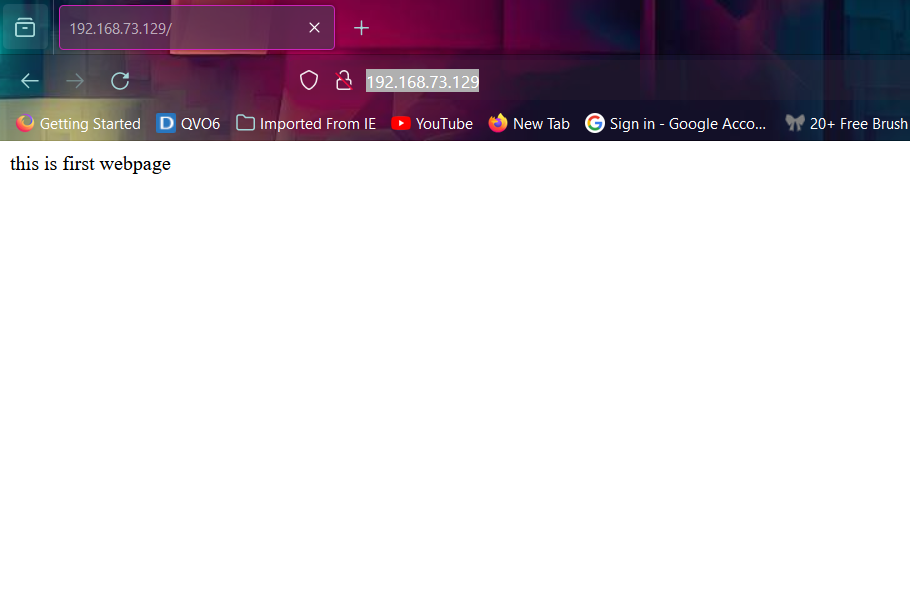 192.168.73.129/
192.168.73.129
Getting Started D QVO6 Imported From IE YouTube New Tab G Sign in - Google Acco... 20+ Free Brush
this is first webpage